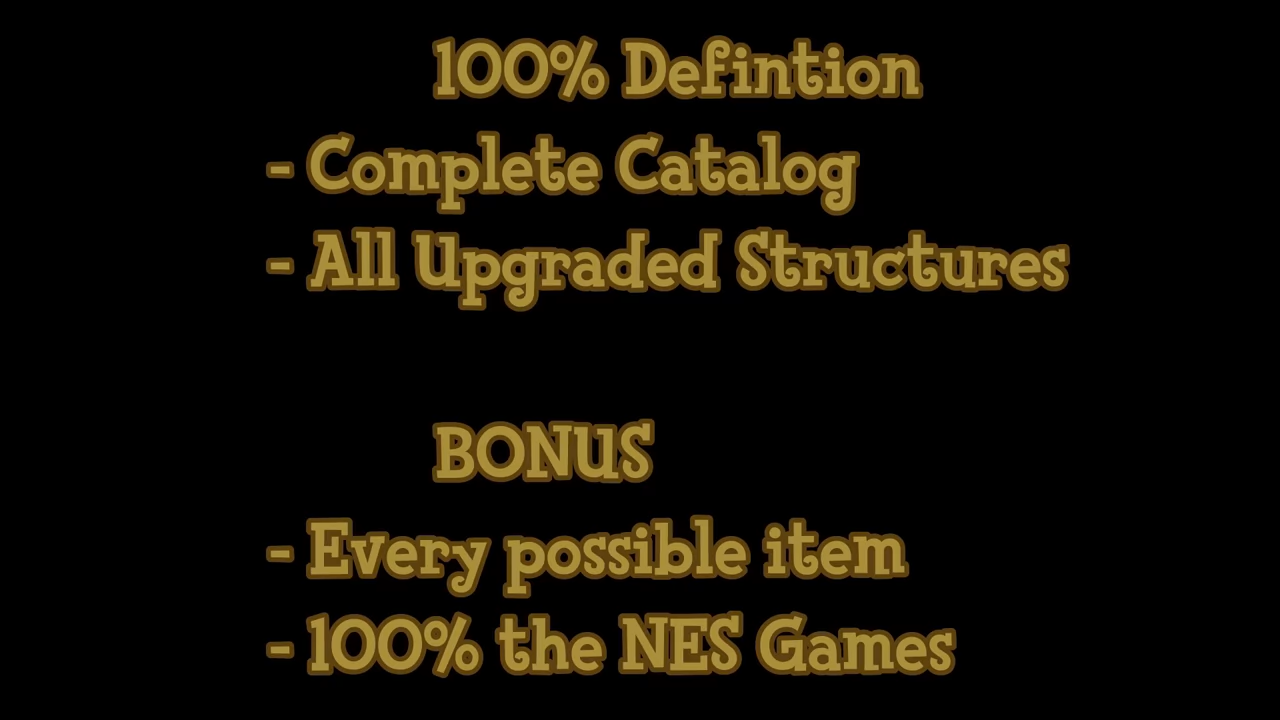 100% Defintion
- Complete Catalog
- All Upgraded Structures
BONUS
- Every possible item
- 100% the NES Games